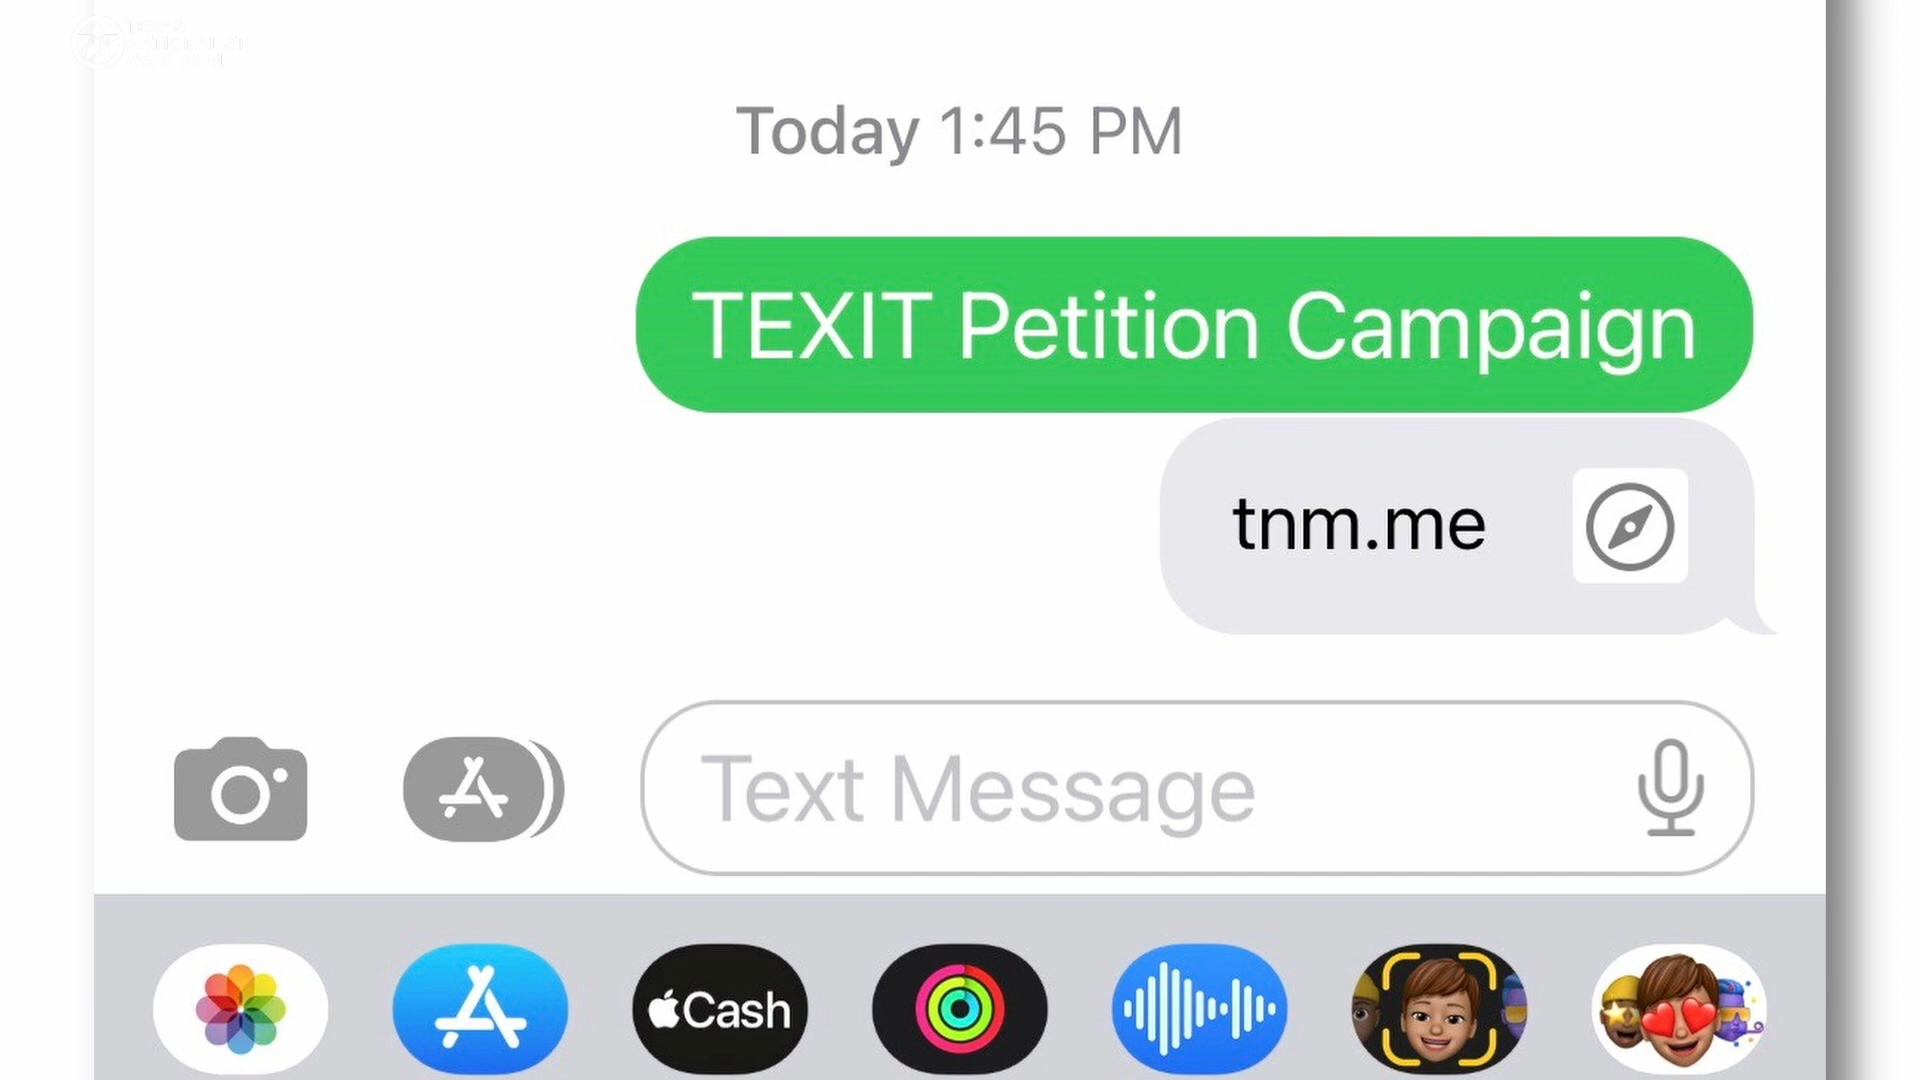 Today 1:45 PM
TEXIT Petition Campaign
tnm.me
Text Message
Cash